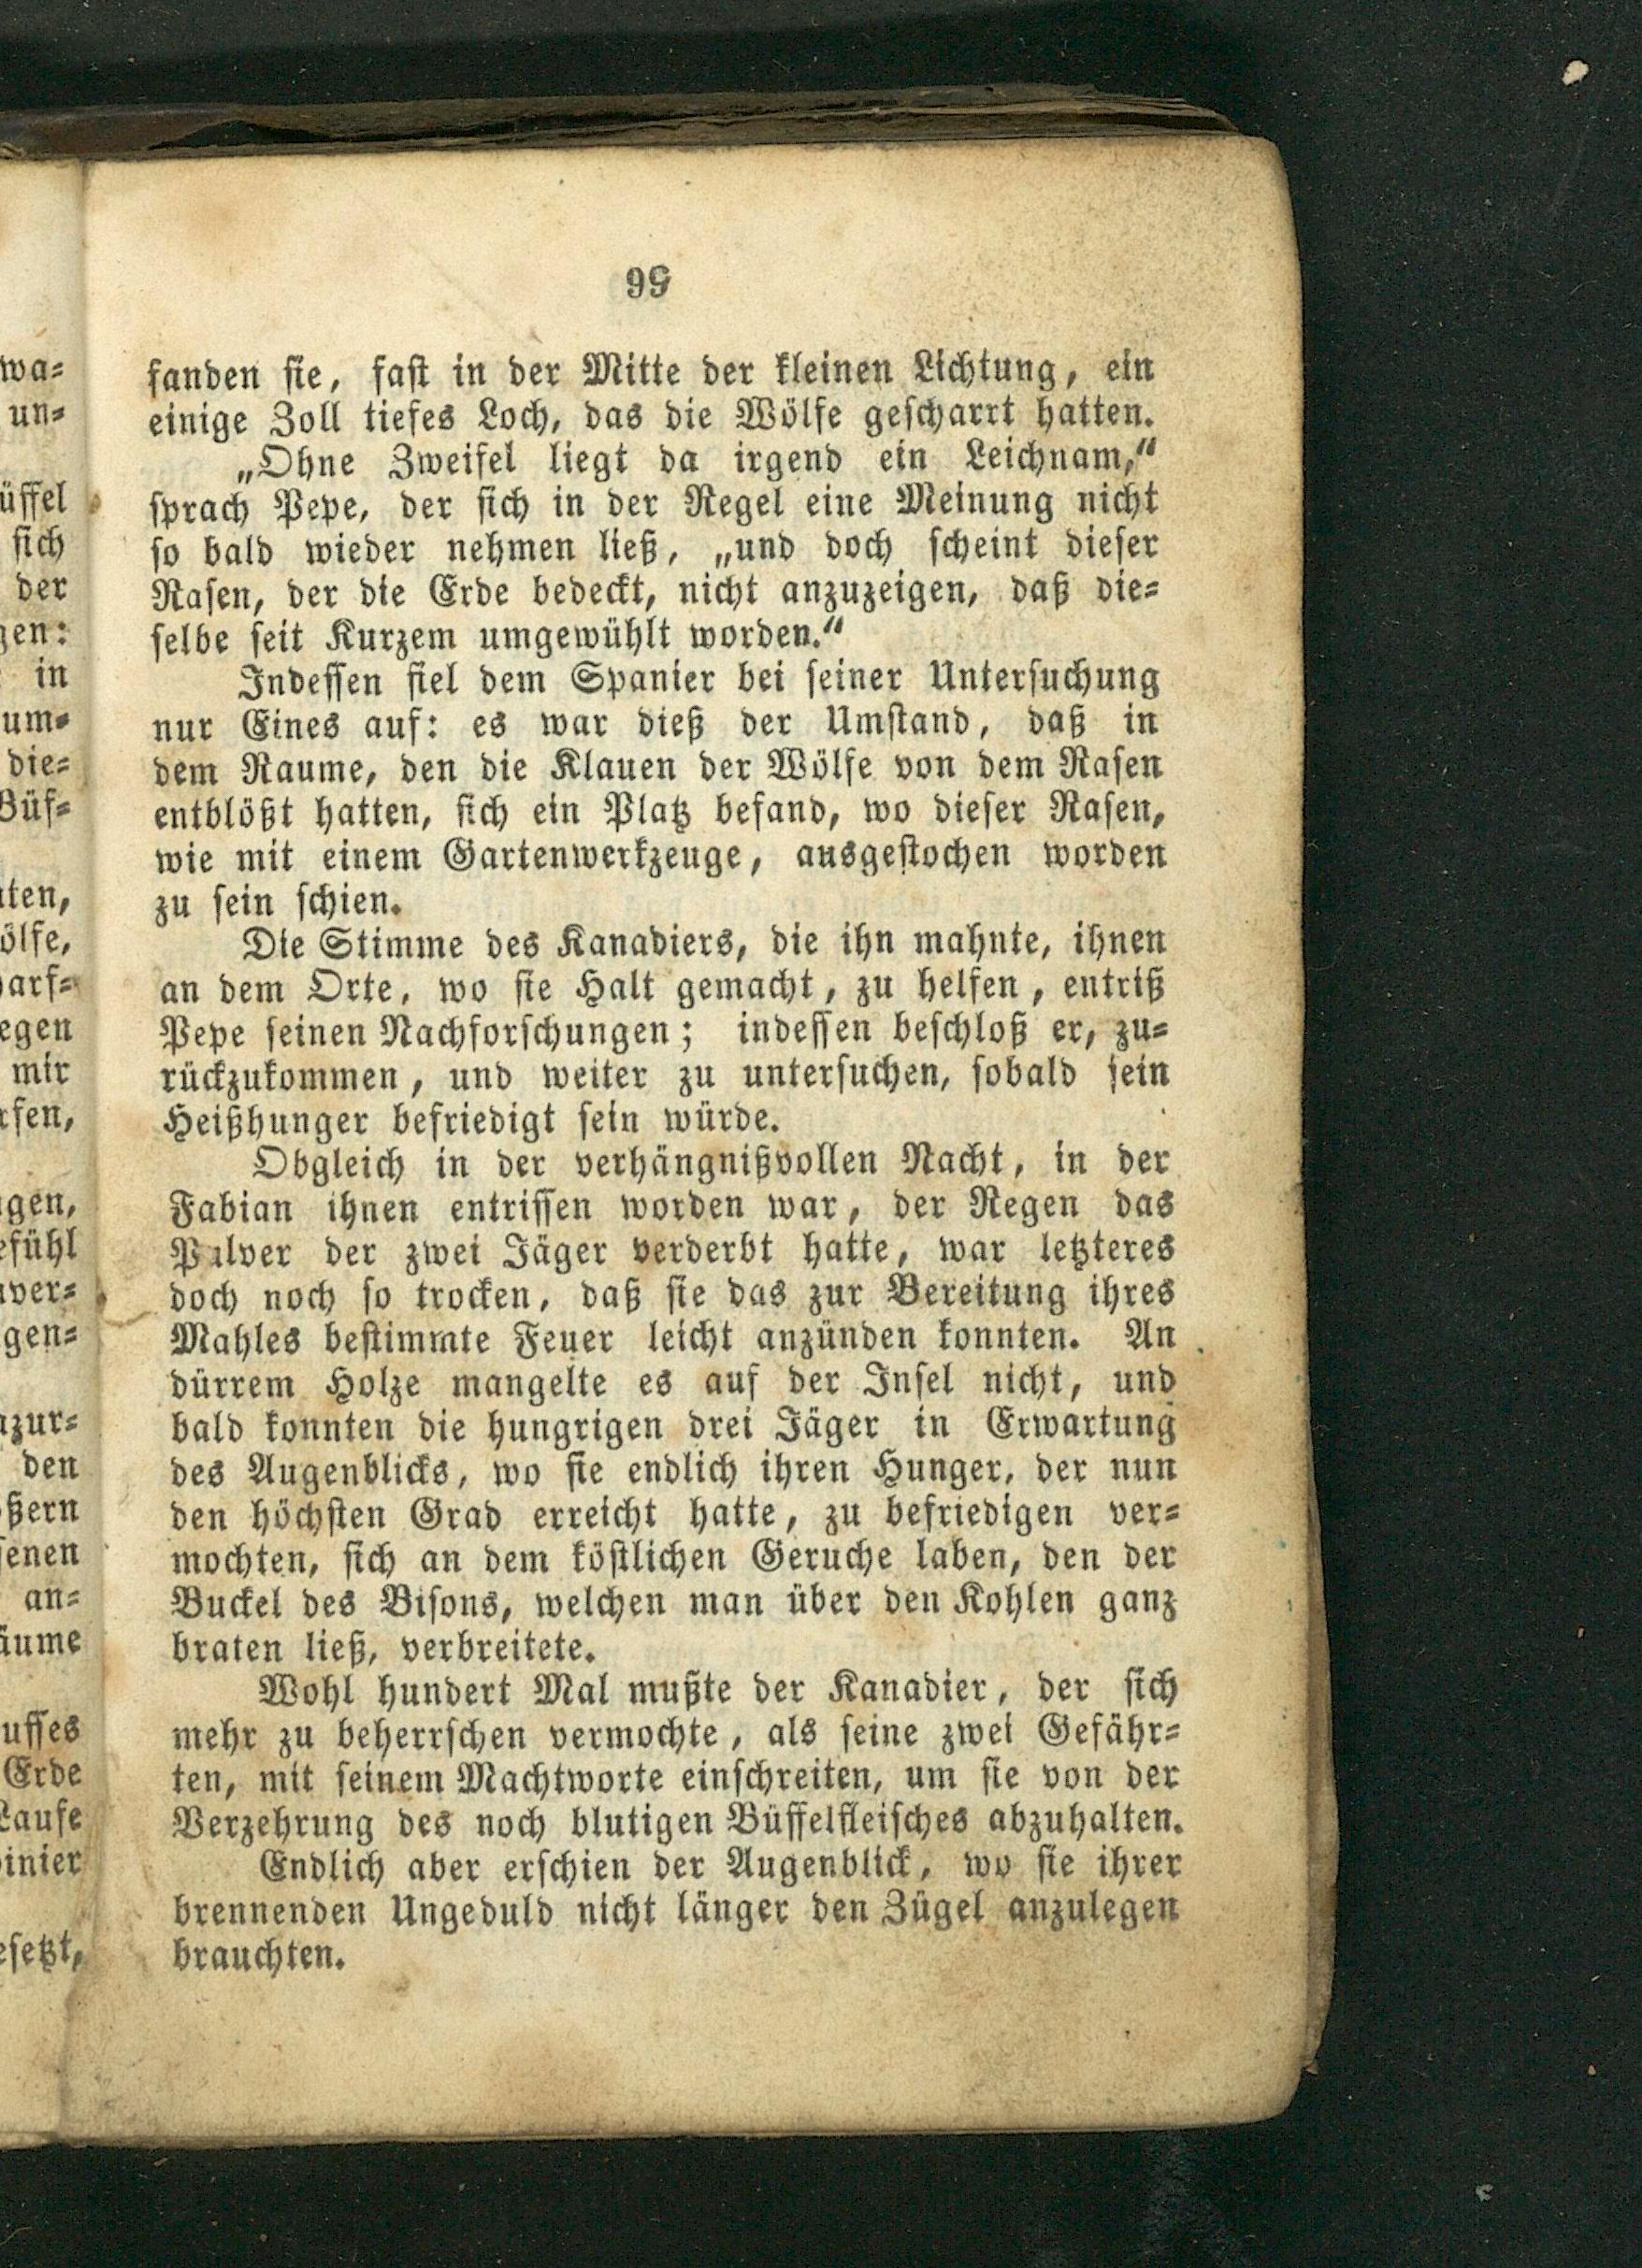 99
fanden sie, fast in der Mitte der kleinen Lichtung, ein
einige Zoll tiefes Loch, das die Wölfe gescharrt hatten.
„Ohne Zweifel liegt da irgend ein Leichnam,“
sprach Pepe, der sich in der Regel eine Meinung nicht
so bald wieder nehmen ließ, „und doch scheint dieser
Rasen, der die Erde bedeckt, nicht anzuzeigen, daß die-
selbe seit Kurzem umgewühlt worden.“
Indessen fiel dem Spanier bei seiner Untersuchung
nur Eines auf: es war dieß der Umstand, daß in
dem Raume, den die Klauen der Wölfe von dem Rasen
entblößt hatten, sich ein Platz befand, wo dieser Rasen,
wie mit einem Gartenwerkzeuge, ausgestochen worden
zu sein schien.
Die Stimme des Kanadiers, die ihn mahnte, ihnen
an dem Orte, wo sie Halt gemacht, zu helfen, entriß
Pepe seinen Nachforschungen; indessen beschloß er, zu-
rückzukommen, und weiter zu untersuchen, sobald sein
Heißhunger befriedigt sein würde.
Obgleich in der verhängnißvollen Nacht, in der
Fabian ihnen entrissen worden war, der Regen das
Pulver der zwei Jäger verderbt hatte, war letzteres
doch noch so trocken, daß sie das zur Bereitung ihres
Mahles bestimmte Feuer leicht anzünden konnten. An
dürrem Holze mangelte es auf der Insel nicht, und
bald konnten die hungrigen drei Jäger in Erwartung
des Augenblicks, wo sie endlich ihren Hunger, der nun
den höchsten Grad erreicht hatte, zu befriedigen ver-
mochten, sich an dem köstlichen Geruche laben, den der
Buckel des Bisons, welchen man über den Kohlen ganz
braten ließ, verbreitete.
Wohl hundert Mal mußte der Kanadier, der sich
mehr zu beherrschen vermochte, als seine zwei Gefähr-
ten, mit seinem Machtworte einschreiten, um sie von der
Verzehrung des noch blutigen Büffelfleisches abzuhalten.
Endlich aber erschien der Augenblick, wo sie ihrer
brennenden Ungeduld nicht länger den Zügel anzulegen
brauchten.